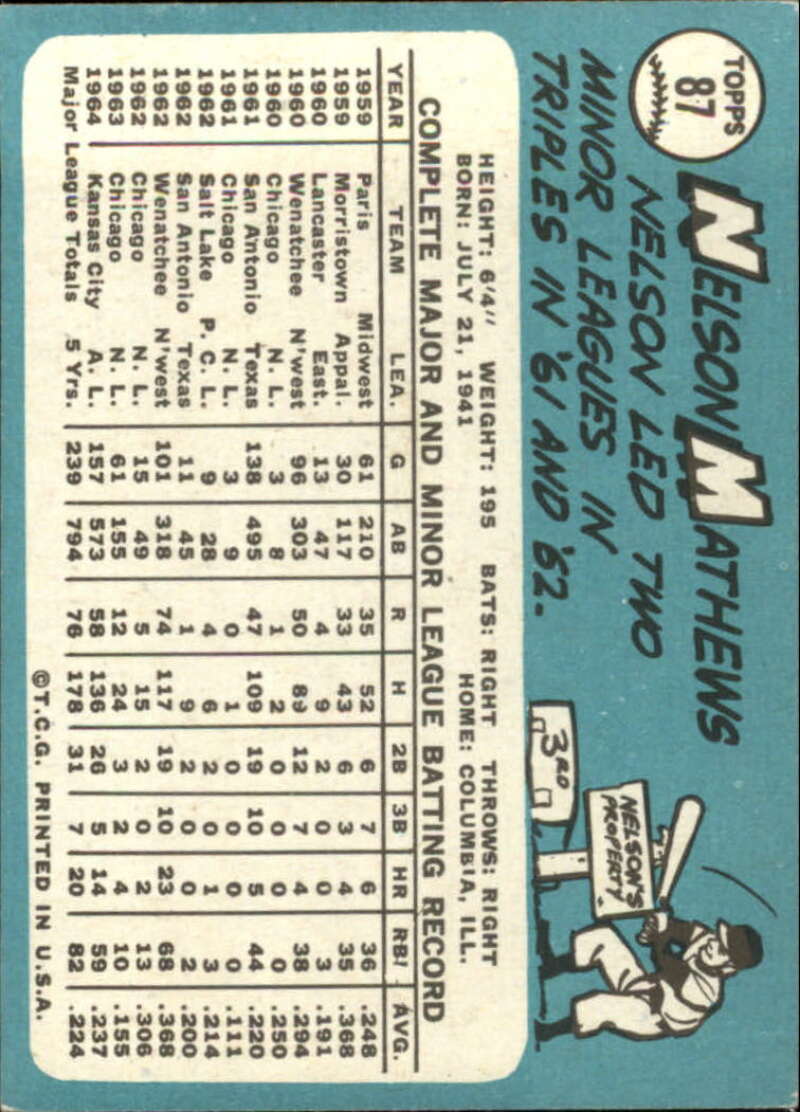 TOPPS
87
NELSON MATHEWS
NELSON LED TWO
MINOR LEAGUES IN
TRIPLES IN '61 AND '62.
3RD
NELSON'S
PROPERTY
HEIGHT: 6'4" WEIGHT: 195 BATS: RIGHT THROWS: RIGHT
BORN: JULY 21, 1941 HOME: COLUMBIA, ILL.
COMPLETE MAJOR AND MINOR LEAGUE BATTING RECORD
YEAR TEAM LEA. G AB R H 2B 3B HR RBI AVG.
1959 Paris Midwest 61 210 35 52 6 7 6 36 .248
1959 Morristown Appal. 30 117 33 43 6 3 4 35 .368
1960 Lancaster East. 13 47 4 9 2 0 0 3 .191
1960 Wenatchee N'west 96 303 50 89 12 7 4 38 .294
1960 Chicago N. L. 3 8 1 2 0 0 0 0 .250
1961 San Antonio Texas 138 495 47 109 19 10 5 44 .220
1961 Chicago N. L. 3 9 0 1 0 0 0 0 .111
1962 Salt Lake P. C. L. 9 28 4 6 2 0 1 3 .214
1962 San Antonio Texas 11 45 1 9 2 0 0 2 .200
1962 Wenatchee N'west 101 318 74 117 19 10 23 68 .368
1962 Chicago N. L. 15 49 5 15 2 0 2 13 .306
1963 Chicago N. L. 61 155 12 24 3 2 4 10 .155
1964 Kansas City A. L. 157 573 58 136 26 5 14 59 .237
Major League Totals 5 Yrs. 239 794 76 178 31 7 20 82 .224
©T.C.G. PRINTED IN U.S.A.